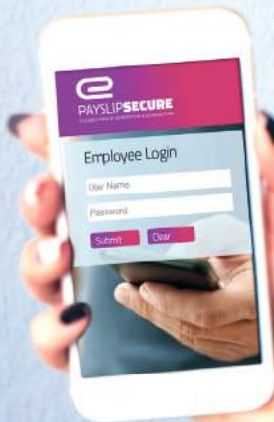 PAYSLIPSECURE
Employee Login
User Name
Password
Submit Clear